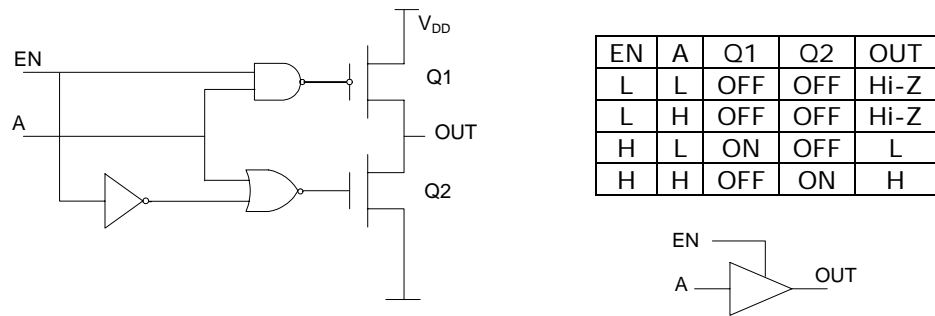 V_DD
EN
Q1
A
OUT
Q2
EN A Q1 Q2 OUT
L L OFF OFF Hi-Z
L H OFF OFF Hi-Z
H L ON OFF L
H H OFF ON H
EN
A
OUT